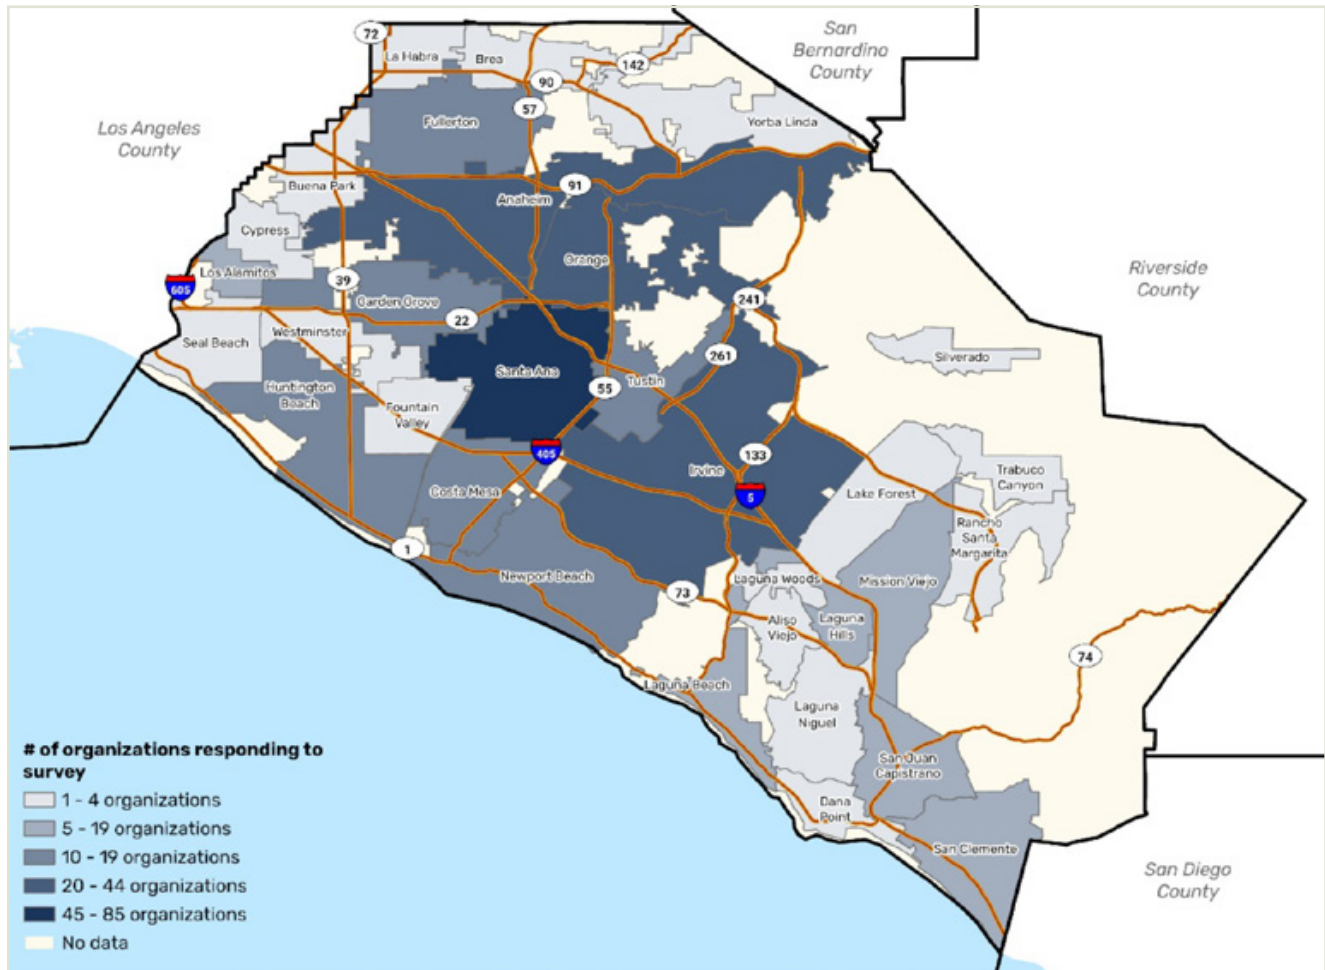 72
La Habra
Brea
142
San
Bernardino
County
90
57
Los Angeles
County
Fullerton
Yorba Linda
Buena Park
91
Anaheim
Cypress
Orange
Los Alamitos
Riverside
County
605
39
Garden Grove
241
22
Westminster
Seal Beach
261
Silverado
Santa Ana
Tustin
55
Huntington
Beach
Fountain
Valley
405
133
Irvine
Trabuco
Canyon
Costa Mesa
5
Lake Forest
Rancho
Santa
Margarita
1
Newport Beach
73
Laguna Woods
Mission Viejo
Aliso
Viejo
Laguna
Hills
74
Laguna Beach
Laguna
Niguel
San Juan
Capistrano
Dana
Point
San Clemente
San Diego
County
# of organizations responding to
survey
1 - 4 organizations
5 - 19 organizations
10 - 19 organizations
20 - 44 organizations
45 - 85 organizations
No data